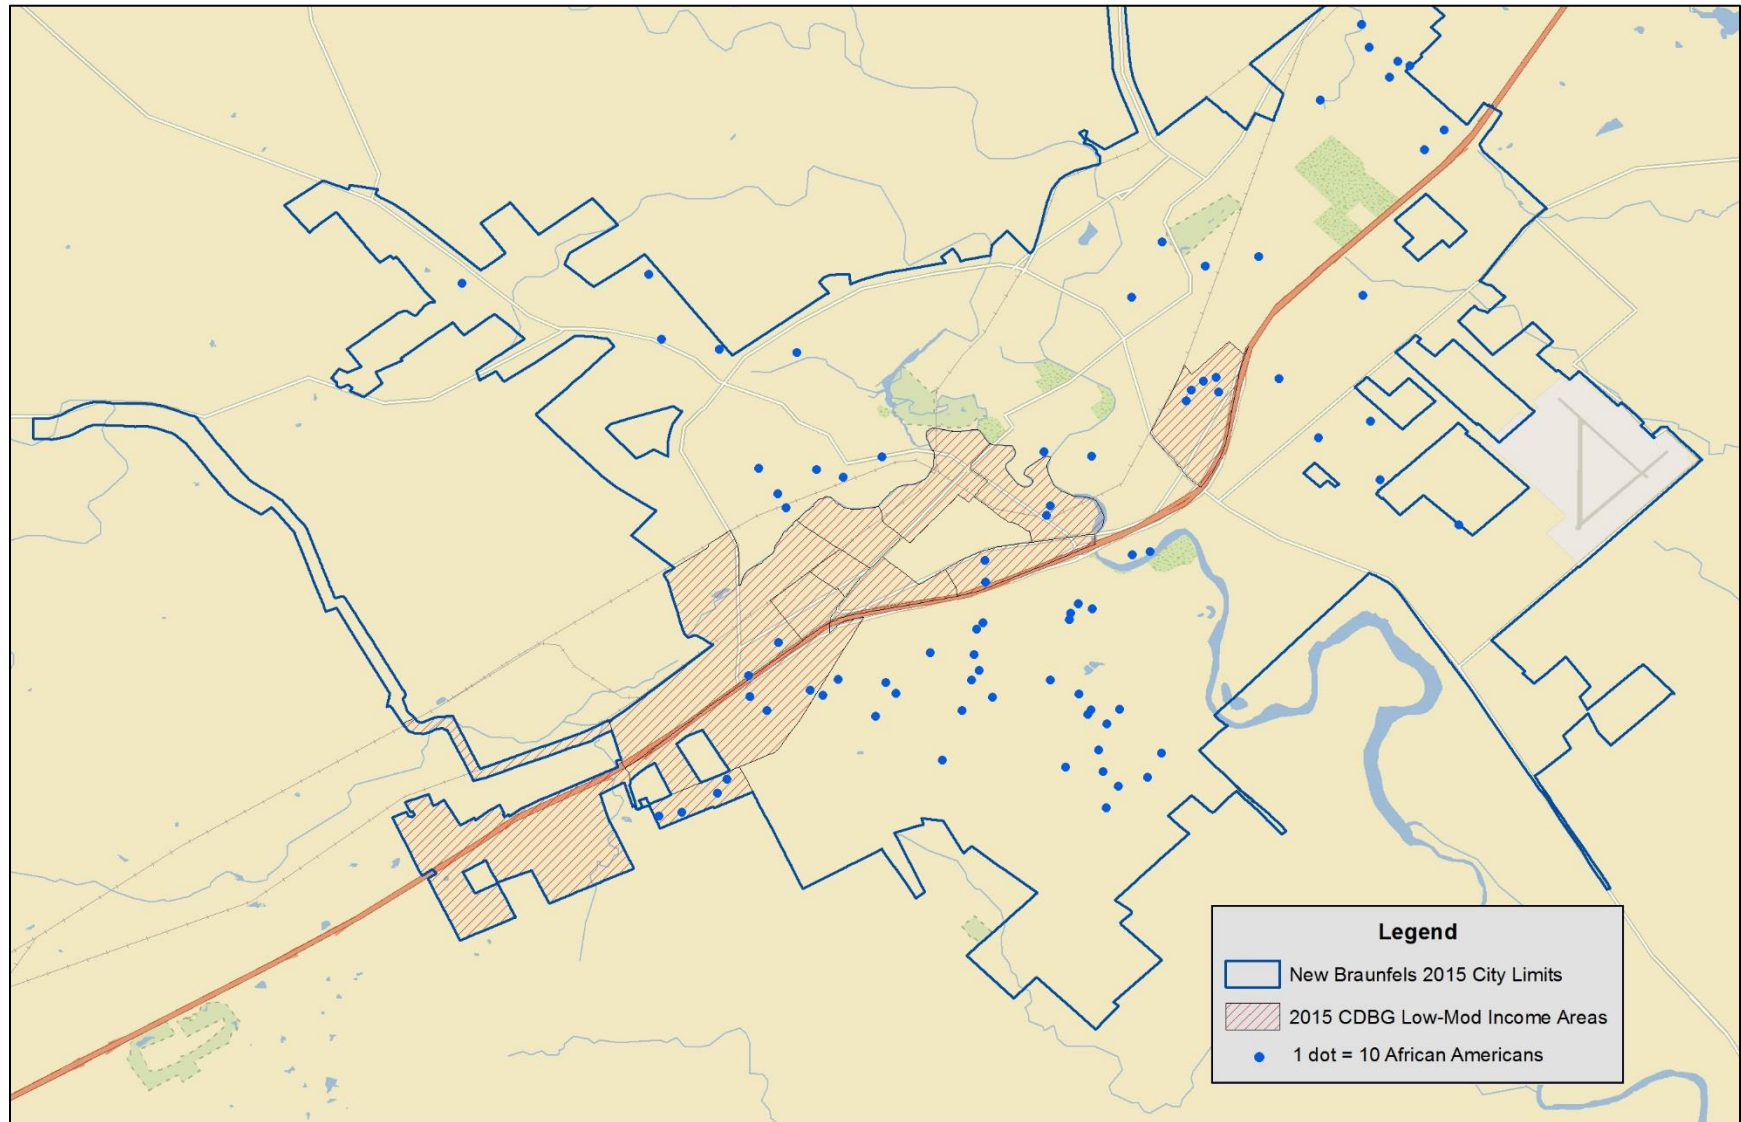 Legend
New Braunfels 2015 City Limits
2015 CDBG Low-Mod Income Areas
1 dot = 10 African Americans